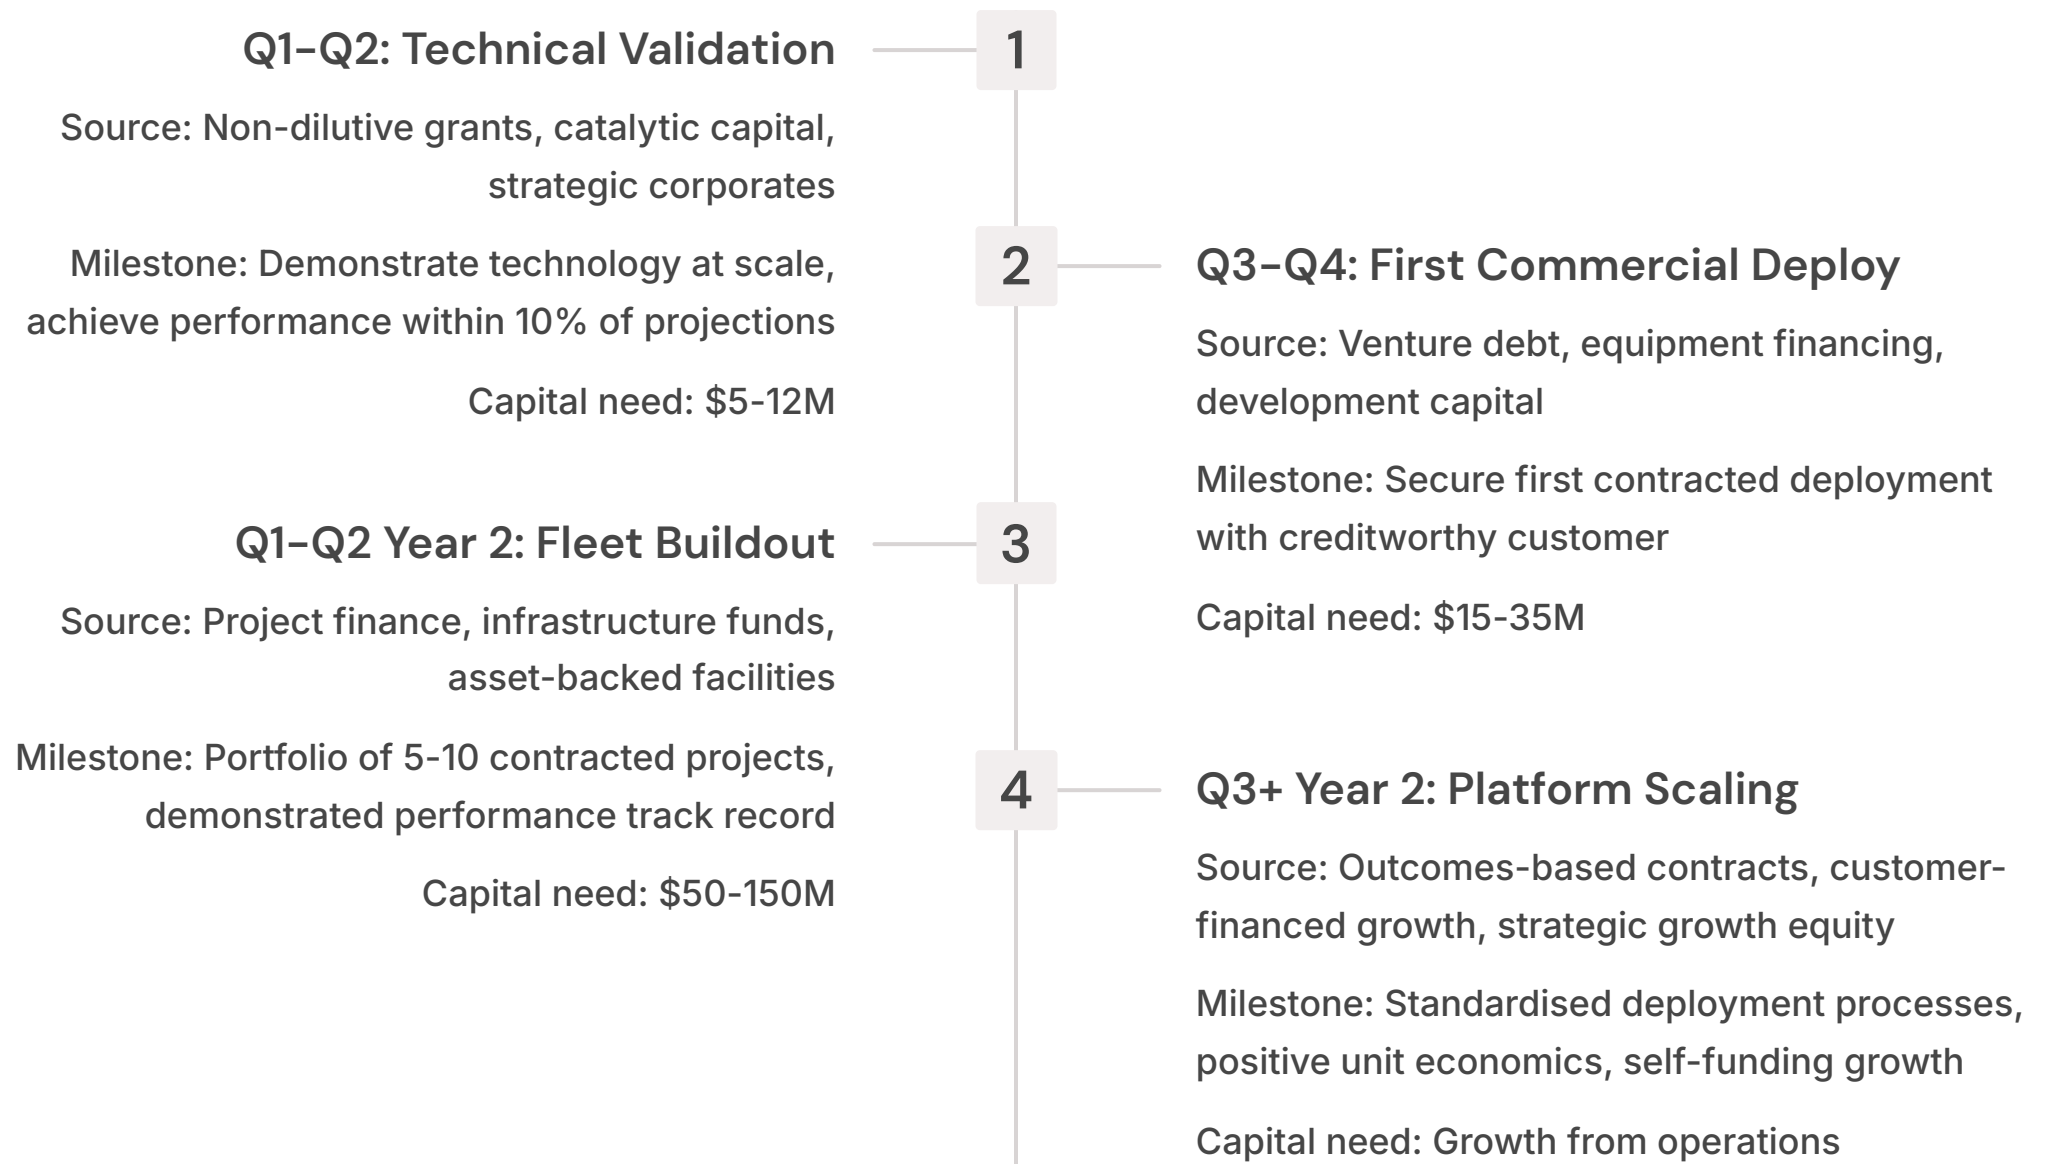 1
Q1–Q2: Technical Validation
Source: Non-dilutive grants, catalytic capital,
strategic corporates
Milestone: Demonstrate technology at scale,
achieve performance within 10% of projections
Capital need: $5-12M
2
Q3–Q4: First Commercial Deploy
Source: Venture debt, equipment financing,
development capital
Milestone: Secure first contracted deployment
with creditworthy customer
Capital need: $15-35M
3
Q1–Q2 Year 2: Fleet Buildout
Source: Project finance, infrastructure funds,
asset-backed facilities
Milestone: Portfolio of 5-10 contracted projects,
demonstrated performance track record
Capital need: $50-150M
4
Q3+ Year 2: Platform Scaling
Source: Outcomes-based contracts, customer-
financed growth, strategic growth equity
Milestone: Standardised deployment processes,
positive unit economics, self-funding growth
Capital need: Growth from operations